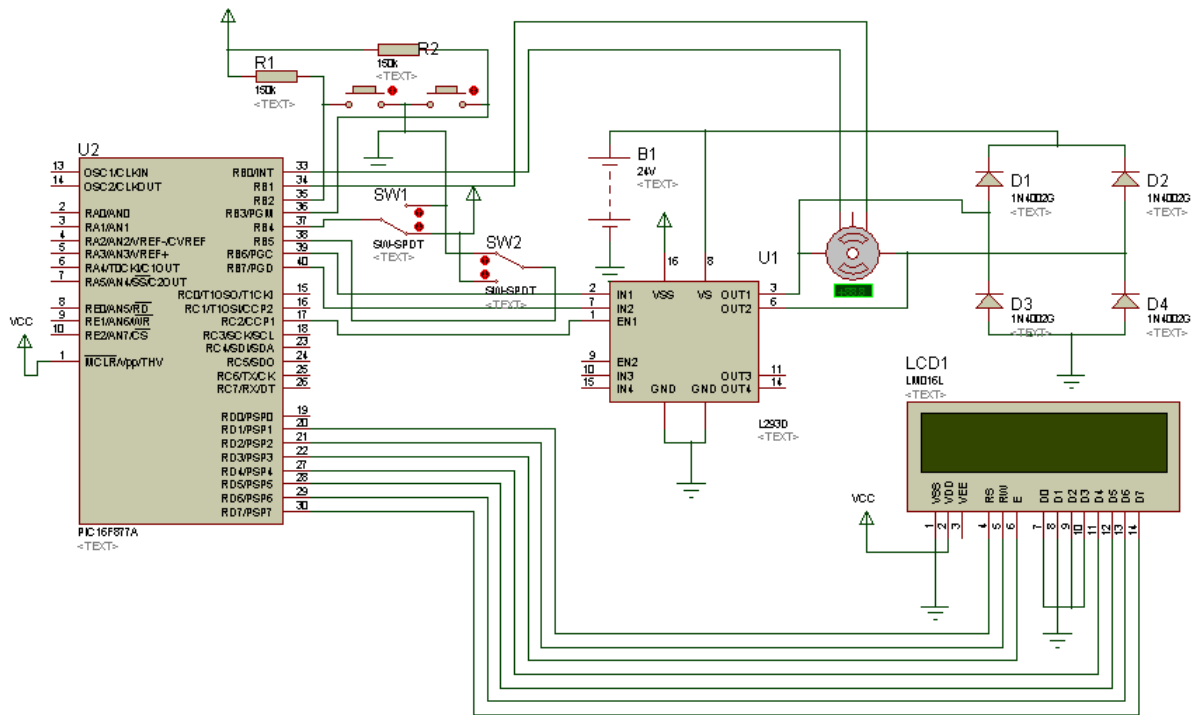 R2
150k
<TEXT>
R1
150k
<TEXT>
U2
13 OSC1/CLKIN
14 OSC2/CLKOUT
2 RA0/AN0
3 RA1/AN1
4 RA2/AN2/VREF-/CVREF
5 RA3/AN3/VREF+
6 RA4/T0CKI/C1OUT
7 RA5/AN4/SS/C2OUT
8 RE0/AN5/RD
9 RE1/AN6/WR
10 RE2/AN7/CS
1 MCLR/Vpp/THV
VCC
RB0/INT 33
RB1 34
RB2 35
RB3/PGM 36
RB4 37
RB5 38
RB6/PGC 39
RB7/PGD 40
RC0/T1OSO/T1CKI 15
RC1/T1OSI/CCP2 16
RC2/CCP1 17
RC3/SCK/SCL 18
RC4/SDI/SDA 23
RC5/SDO 24
RC6/TX/CK 25
RC7/RX/DT 26
RD0/PSP0 19
RD1/PSP1 20
RD2/PSP2 21
RD3/PSP3 22
RD4/PSP4 27
RD5/PSP5 28
RD6/PSP6 29
RD7/PSP7 30
PIC16F877A
<TEXT>
SW1
SW-SPDT
<TEXT>
SW2
SW-SPDT
<TEXT>
B1
24V
<TEXT>
U1
16 8
VSS VS
2 IN1
7 IN2
1 EN1
9 EN2
10 IN3
15 IN4
OUT1 3
OUT2 6
OUT3 11
OUT4 14
GND GND
L293D
<TEXT>
D1
1N4002G
<TEXT>
D2
1N4002G
<TEXT>
D3
1N4002G
<TEXT>
D4
1N4002G
<TEXT>
LCD1
LM016L
<TEXT>
VSS VDD VEE RS RW E D0 D1 D2 D3 D4 D5 D6 D7
1 2 3 4 5 6 7 8 9 10 11 12 13 14
VCC